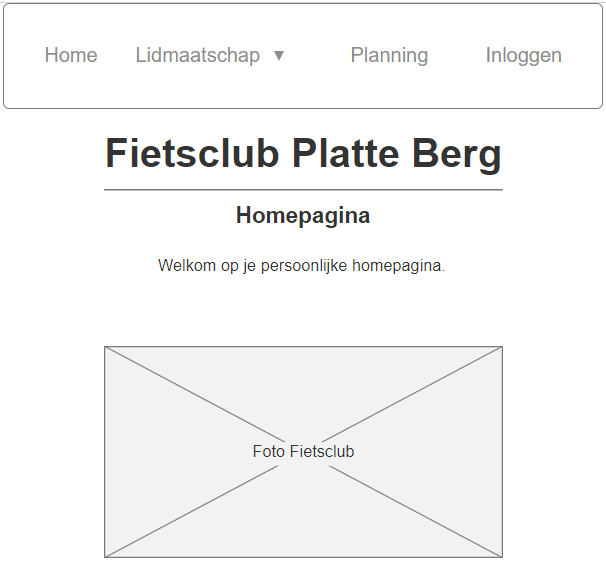 Home Lidmaatschap ▼ Planning Inloggen
Fietsclub Platte Berg
Homepagina
Welkom op je persoonlijke homepagina.
Foto Fietsclub